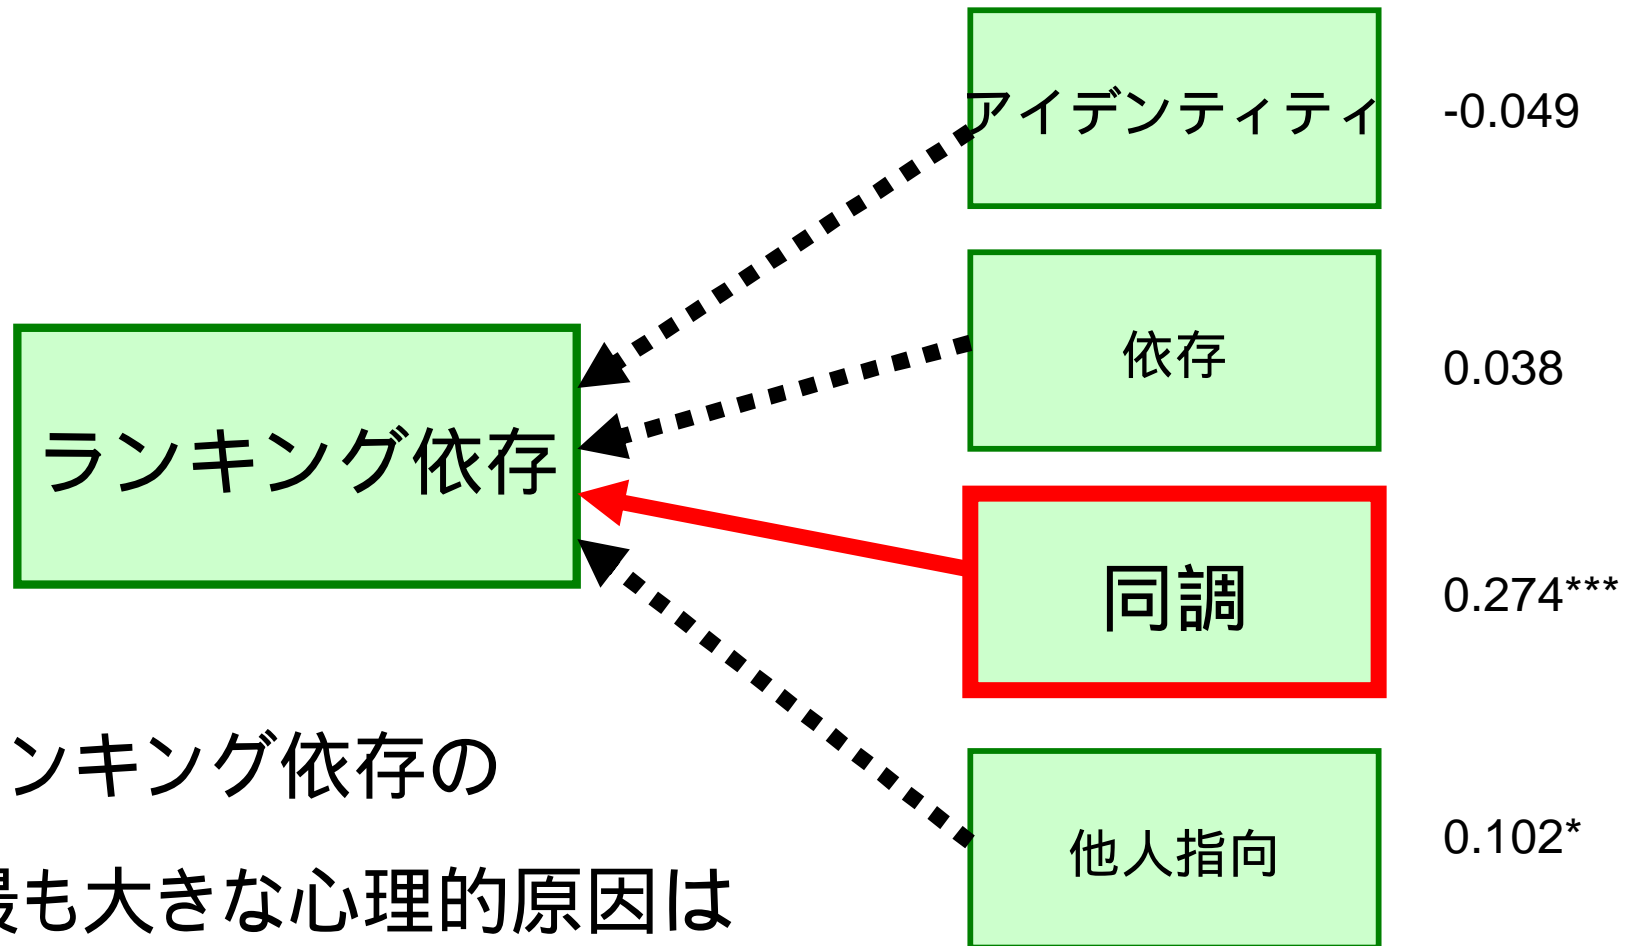 アイデンティティ
-0.049
依存
0.038
ランキング依存
同調
0.274***
他人指向
0.102*
ンキング依存の
も大きな心理的原因は